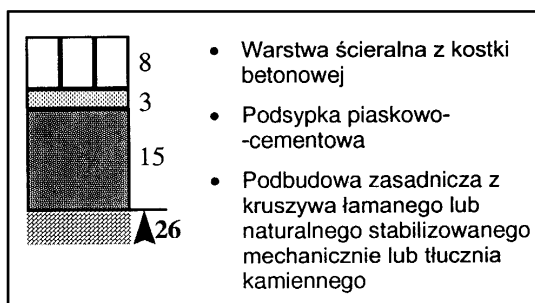 8
3
15
26
• Warstwa ścieralna z kostki
betonowej
• Podsypka piaskowo-
-cementowa
• Podbudowa zasadnicza z
kruszywa łamanego lub
naturalnego stabilizowanego
mechanicznie lub tłucznia
kamiennego